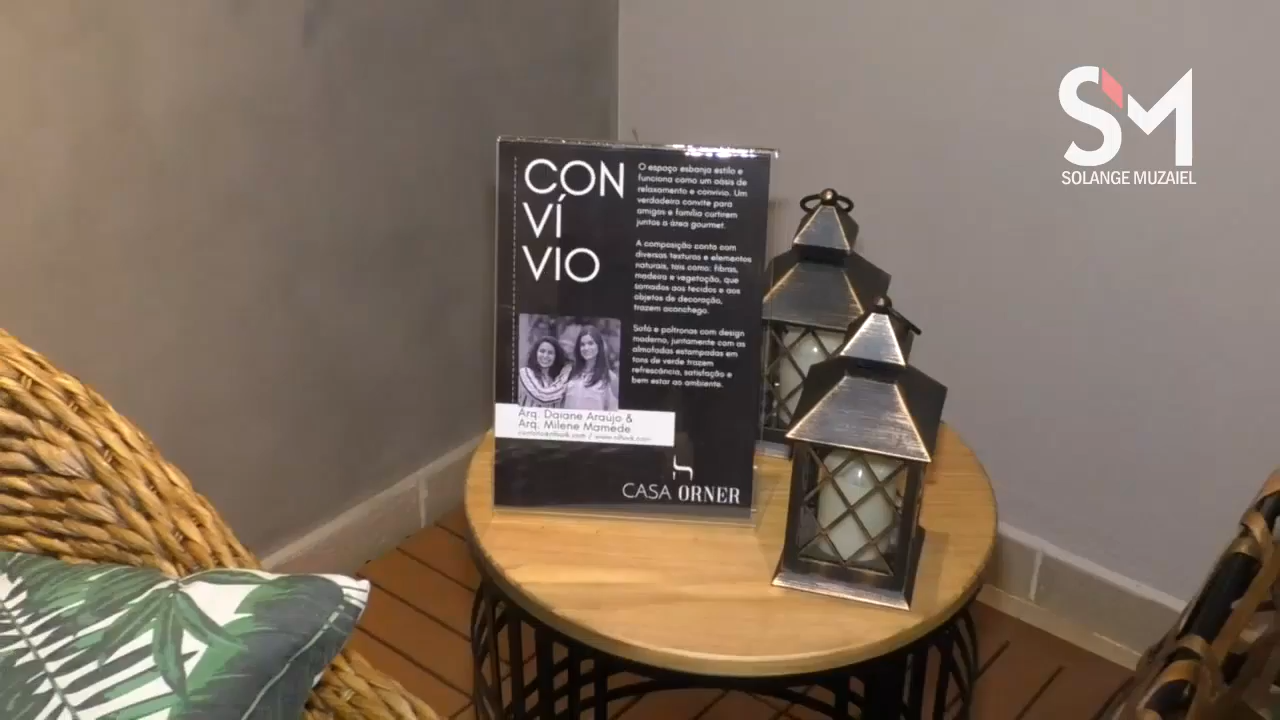 CON
VÍ
VIO
O espaço esbanja estilo e
funciona como um oásis de
relaxamento e convívio. Um
verdadeiro convite para
amigos e família curtirem
juntos a área gourmet.
A composição conta com
diversas texturas e elementos
naturais, tais como: fibras,
madeira e vegetação, que
somados aos tecidos e aos
objetos de decoração,
trazem aconchego.
Sofá e poltronas com design
moderno, juntamente com as
almofadas estampadas em
tons de verde trazem
refrescância, satisfação e
bem estar ao ambiente.
Arq. Daiane Araújo &
Arq. Milene Mamede
CASA ORNER
SM
SOLANGE MUZAIEL